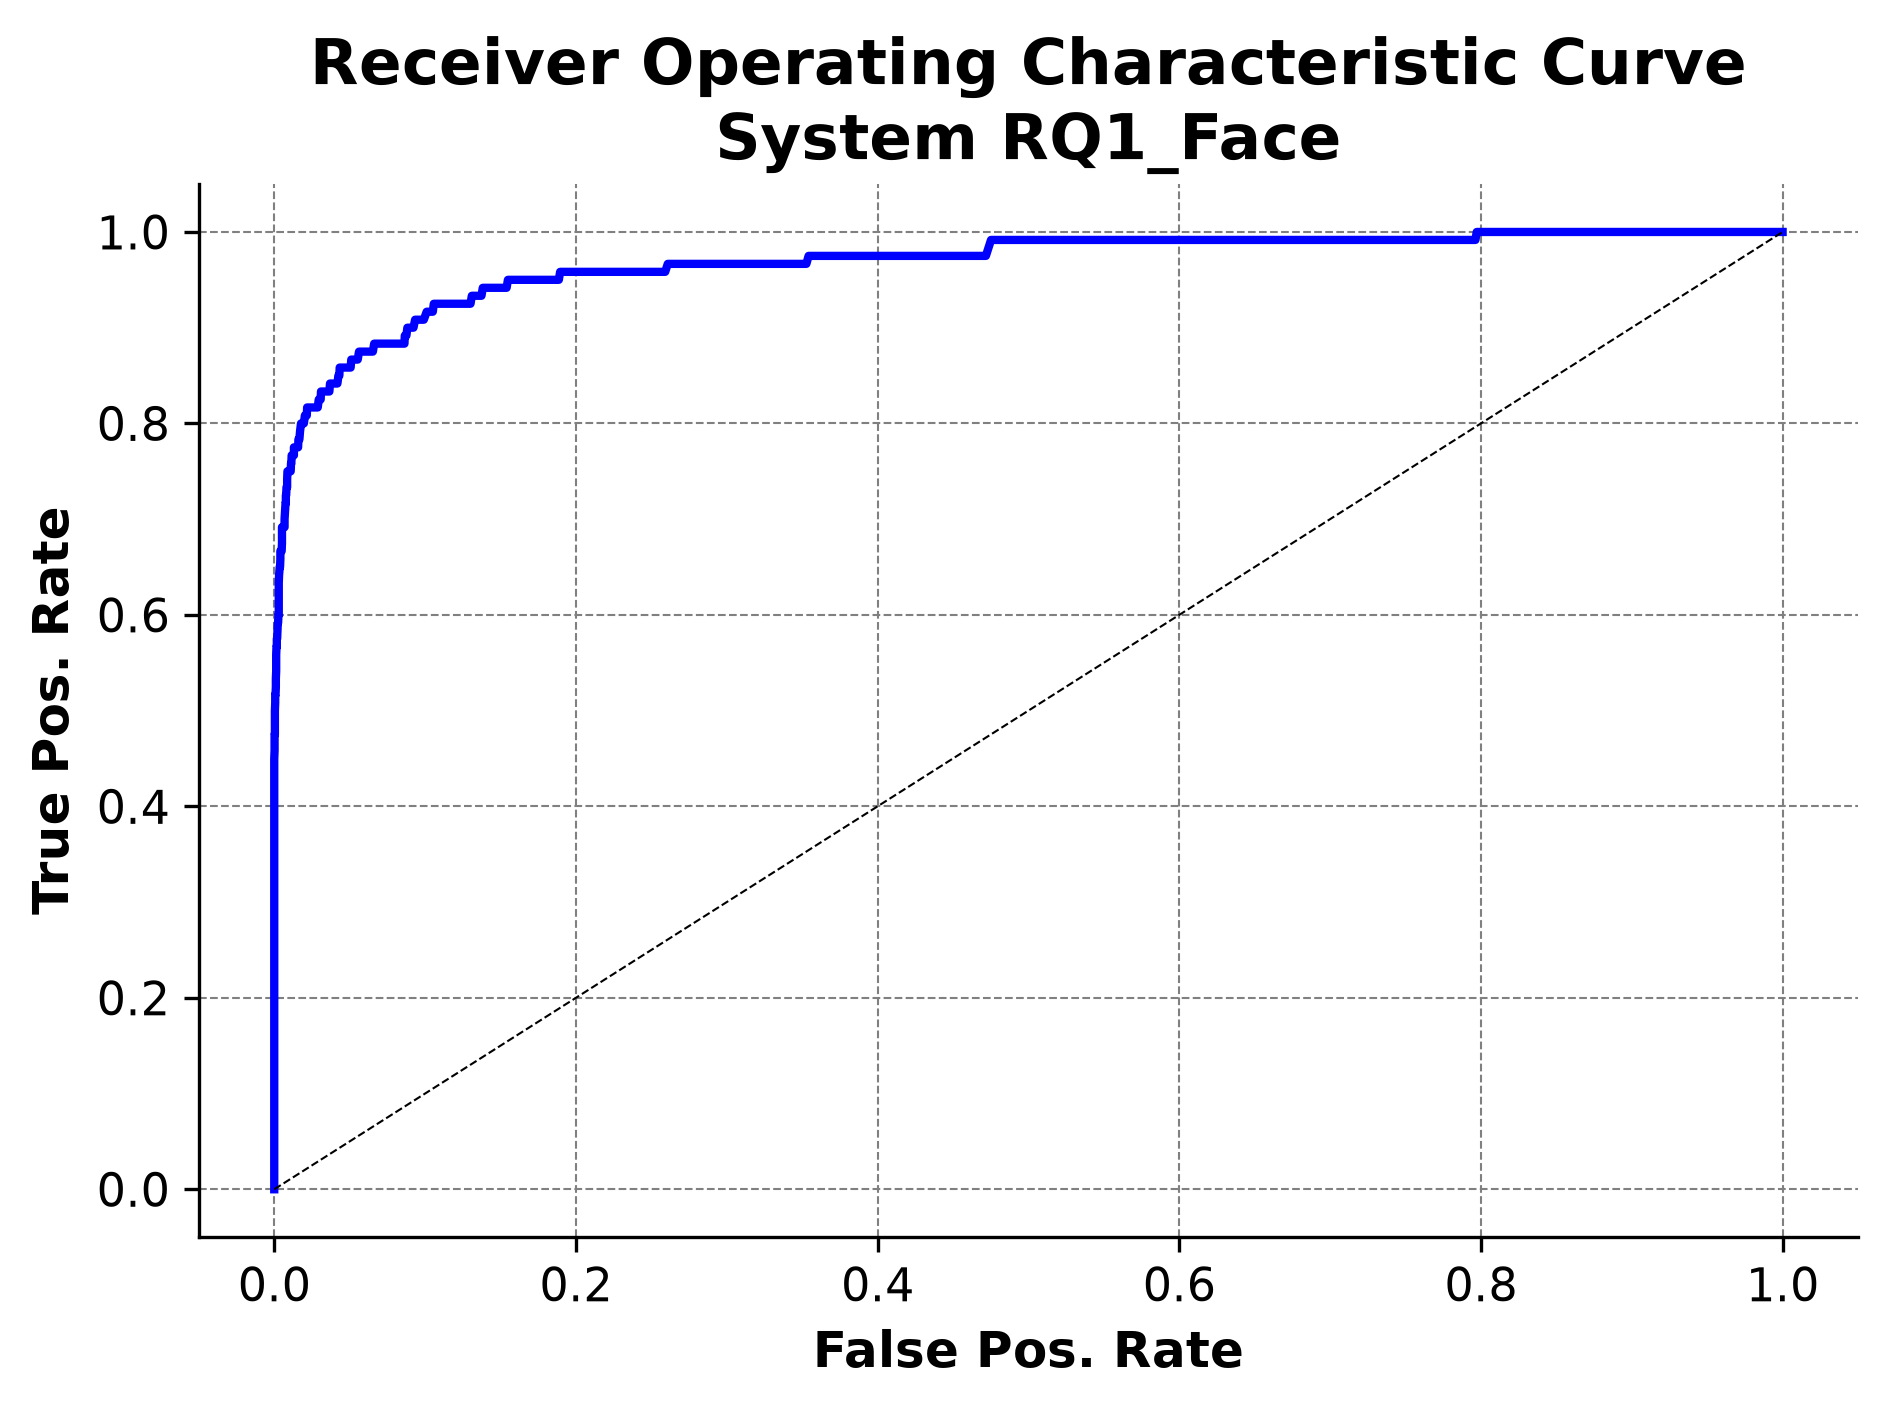 Receiver Operating Characteristic Curve
System RQ1_Face
True Pos. Rate
1.0
0.8
0.6
0.4
0.2
0.0
0.0 0.2 0.4 0.6 0.8 1.0
False Pos. Rate